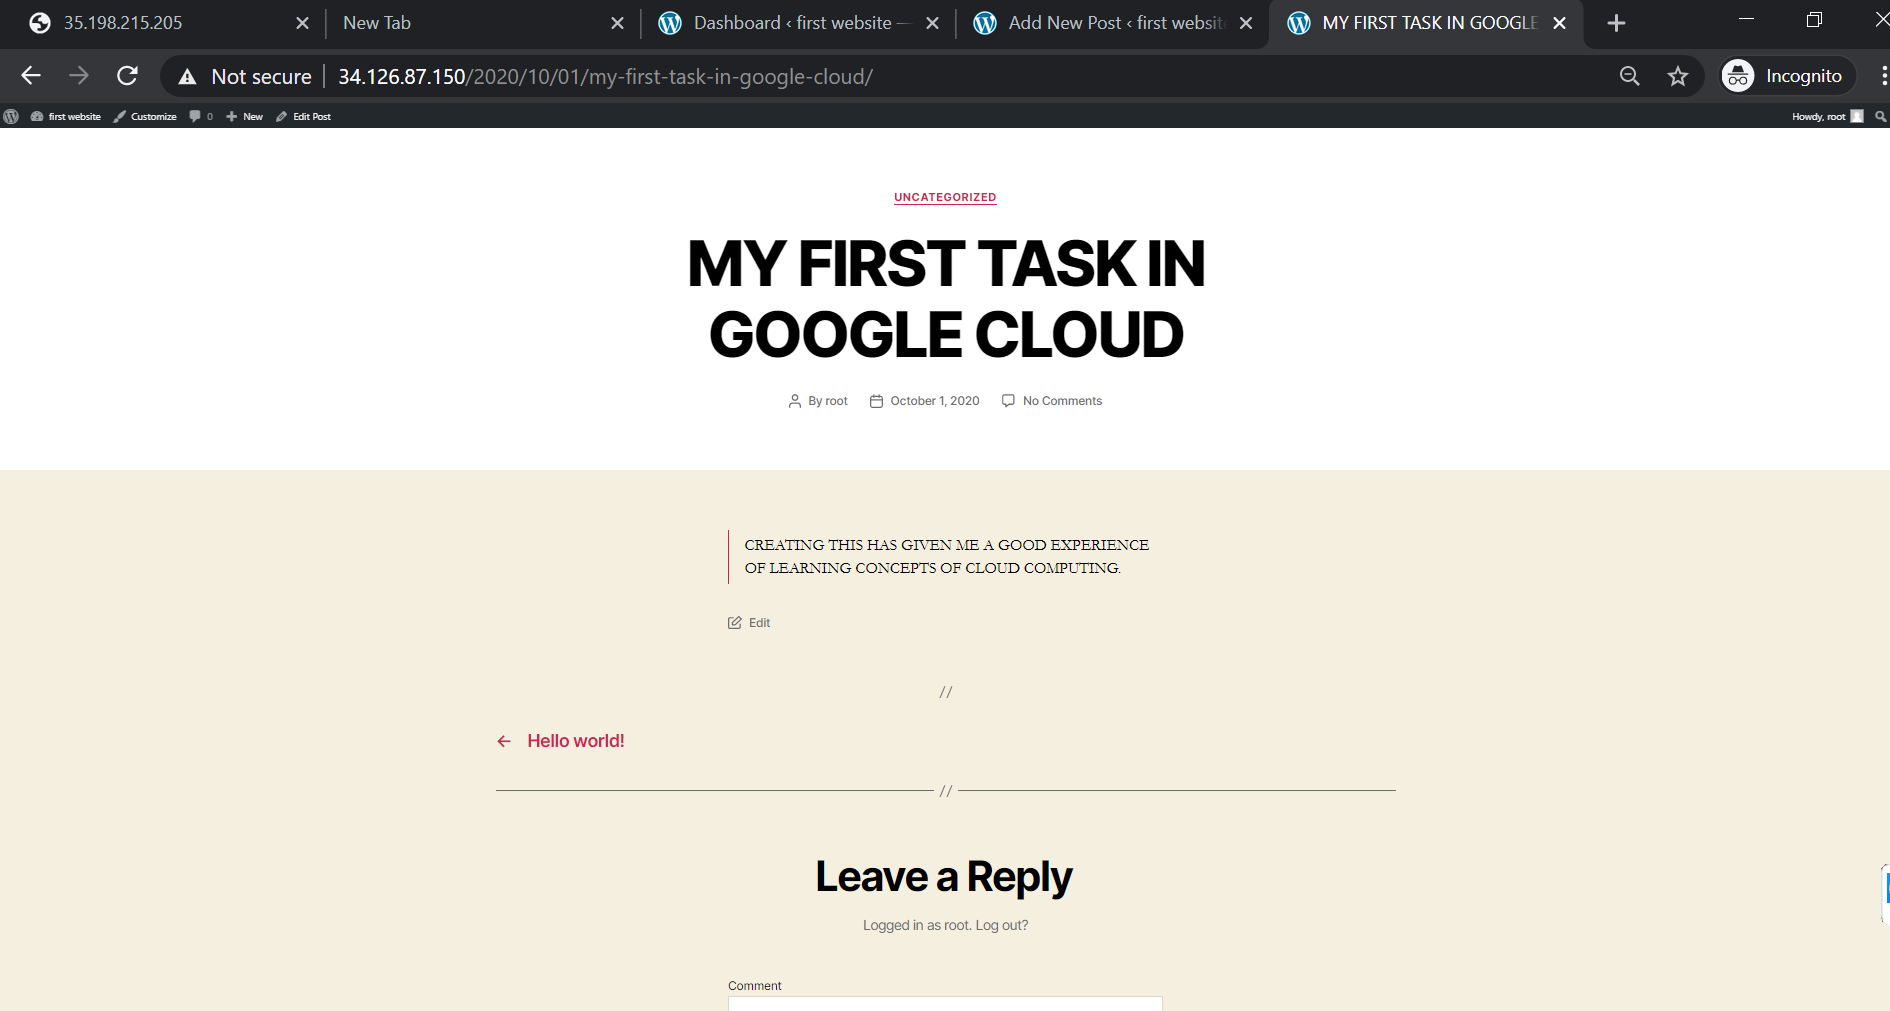 35.198.215.205
New Tab
Dashboard ‹ first website —
Add New Post ‹ first website
MY FIRST TASK IN GOOGLE
Not secure
34.126.87.150/2020/10/01/my-first-task-in-google-cloud/
Incognito
first website
Customize
0
New
Edit Post
Howdy, root
UNCATEGORIZED
MY FIRST TASK IN
GOOGLE CLOUD
By root
October 1, 2020
No Comments
CREATING THIS HAS GIVEN ME A GOOD EXPERIENCE
OF LEARNING CONCEPTS OF CLOUD COMPUTING.
Edit
//
← Hello world!
//
Leave a Reply
Logged in as root. Log out?
Comment